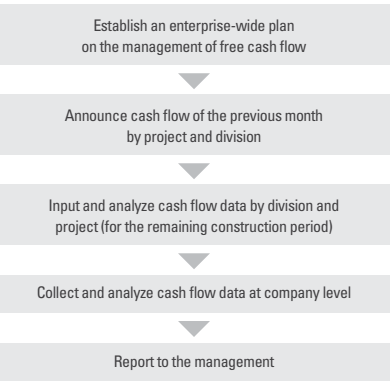 Establish an enterprise-wide plan
on the management of free cash flow
Announce cash flow of the previous month
by project and division
Input and analyze cash flow data by division and
project (for the remaining construction period)
Collect and analyze cash flow data at company level
Report to the management